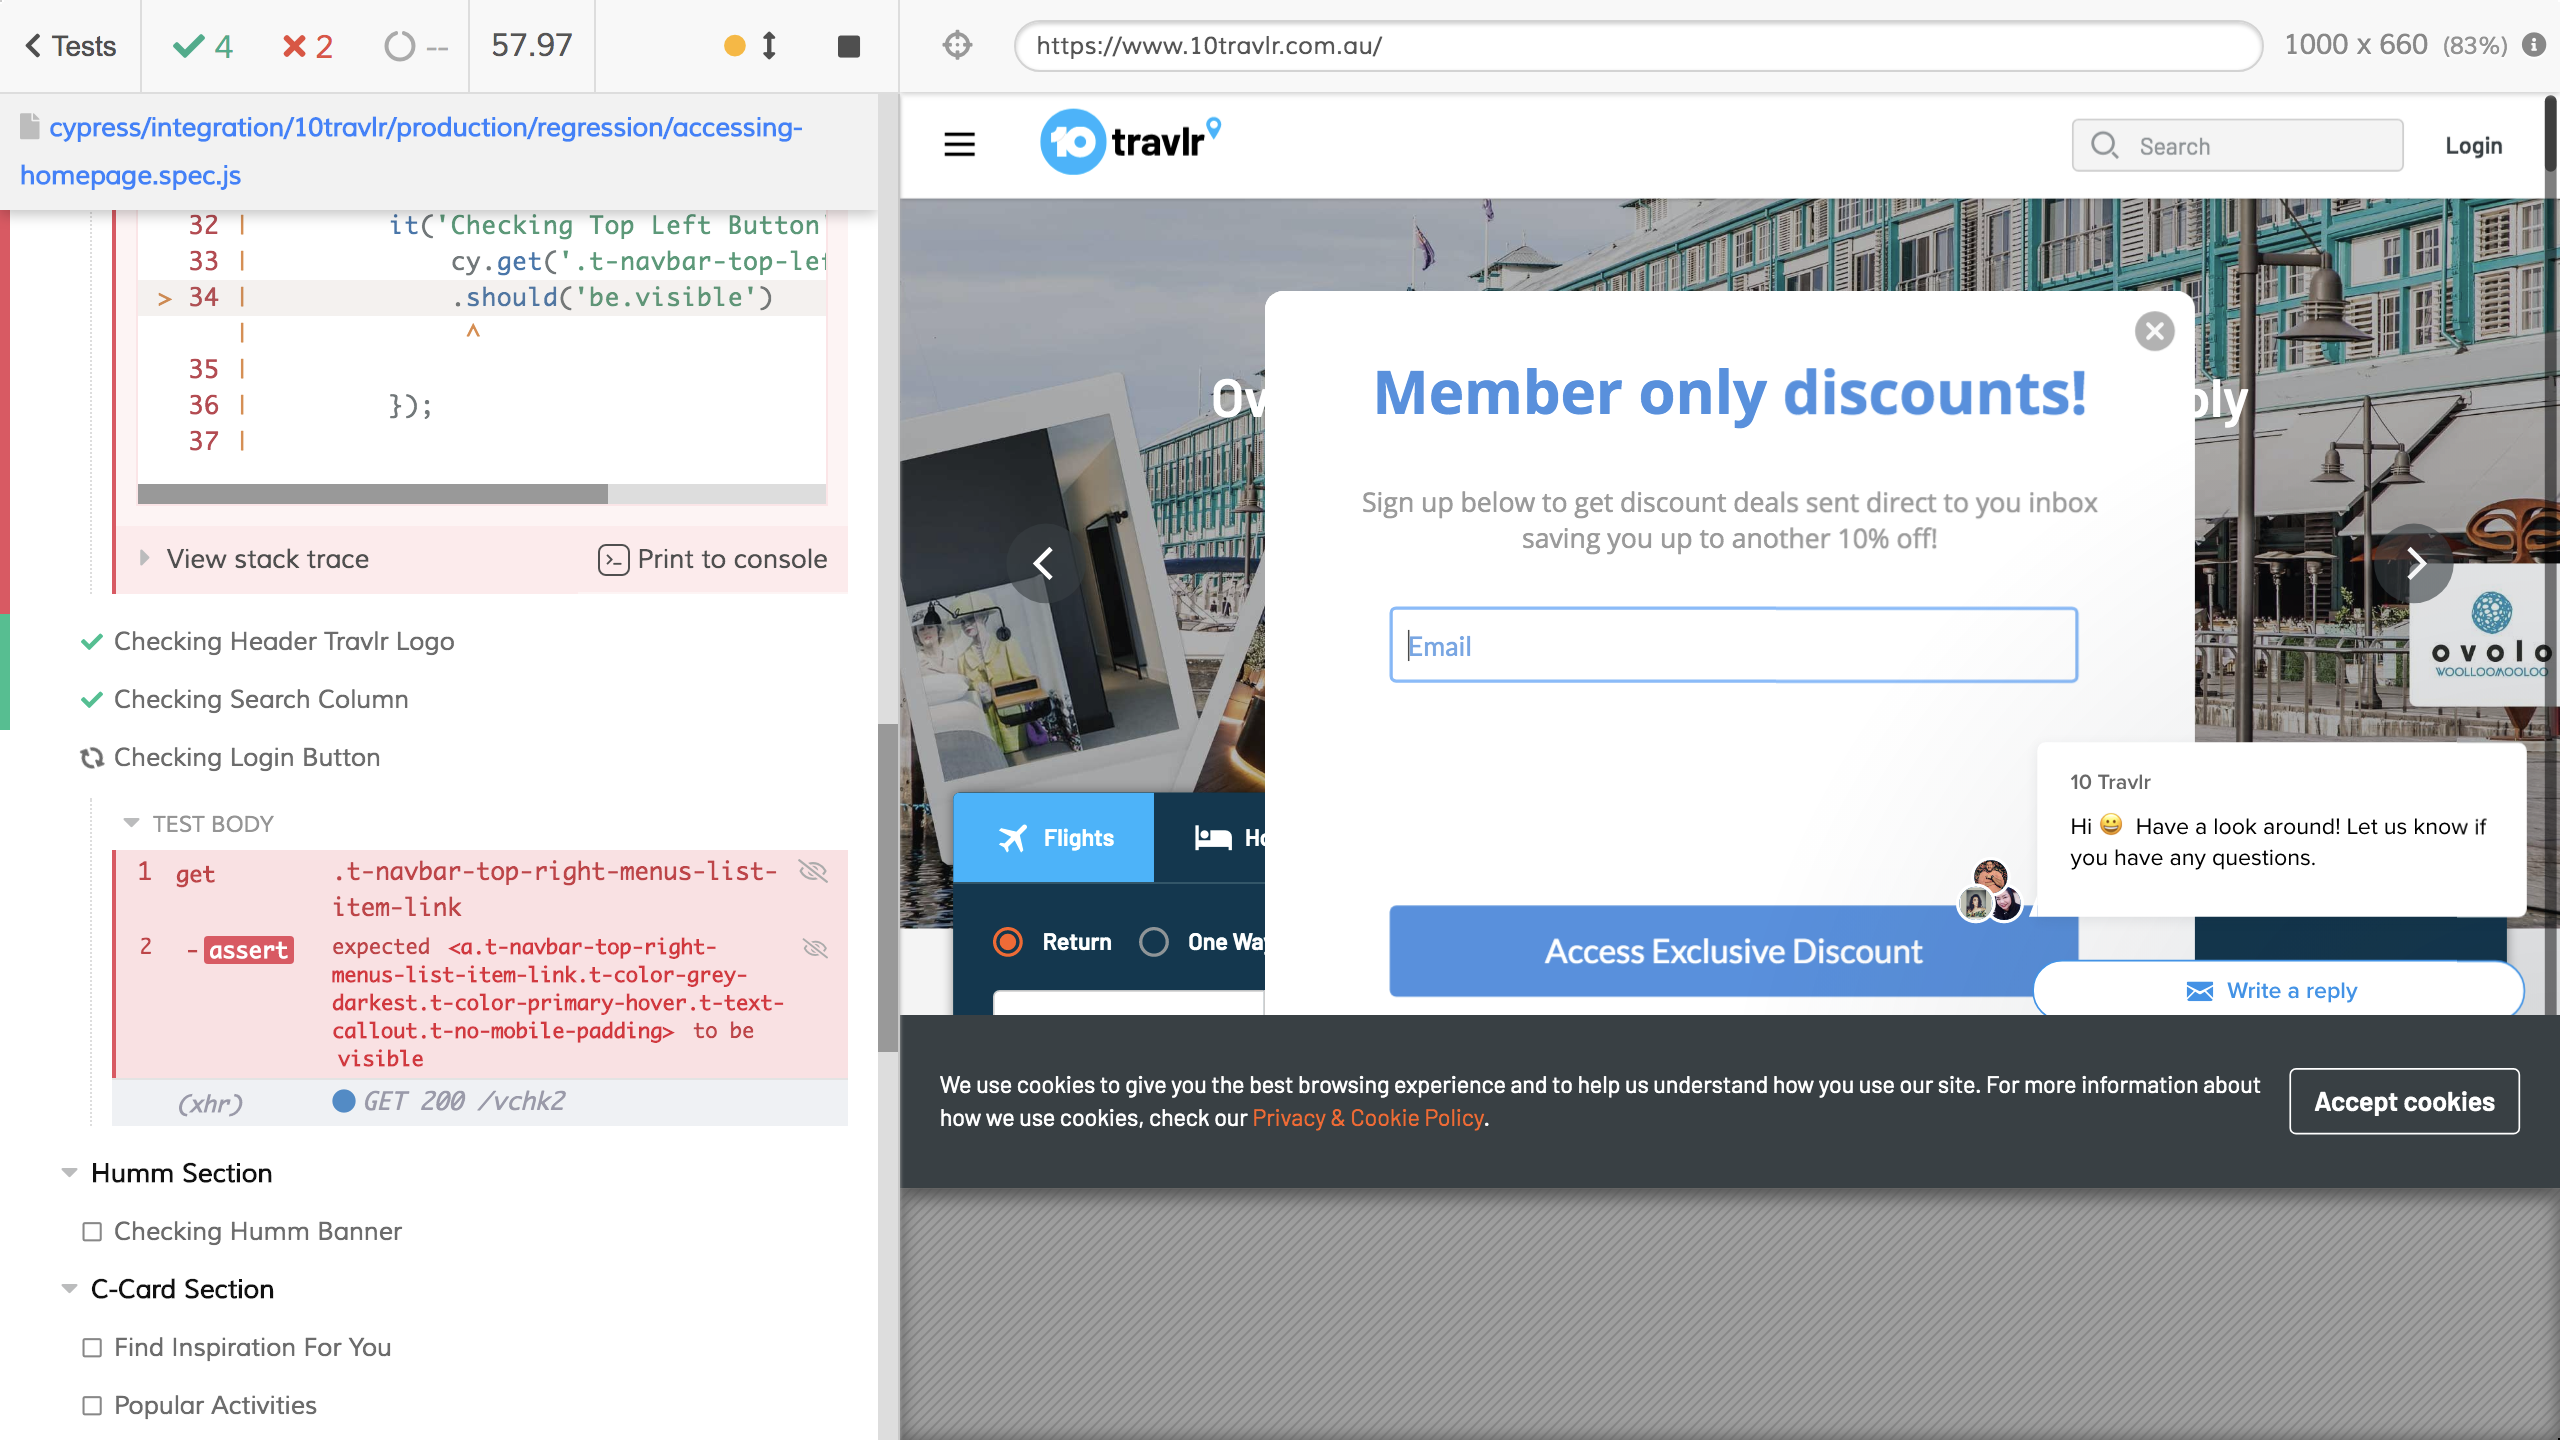 Tests
4
2
--
57.97
https://www.10travlr.com.au/
1000 x 660 (83%)
cypress/integration/10travlr/production/regression/accessing-
homepage.spec.js
32 | it('Checking Top Left Button
33 | cy.get('.t-navbar-top-lef
> 34 | .should('be.visible')
| ^
35 |
36 | });
37 |
View stack trace
Print to console
Checking Header Travlr Logo
Checking Search Column
Checking Login Button
TEST BODY
1 get .t-navbar-top-right-menus-list-
item-link
2 -assert expected <a.t-navbar-top-right-
menus-list-item-link.t-color-grey-
darkest.t-color-primary-hover.t-text-
callout.t-no-mobile-padding> to be
visible
(xhr) GET 200 /vchk2
Humm Section
Checking Humm Banner
C-Card Section
Find Inspiration For You
Popular Activities
10 travlr
Search
Login
Ov
ply
Member only discounts!
Sign up below to get discount deals sent direct to you inbox
saving you up to another 10% off!
Email
Access Exclusive Discount
ovolo
WOOLLOOMOOLOO
Flights
Ho
Return
One Way
10 Travlr
Hi 😀 Have a look around! Let us know if
you have any questions.
Write a reply
We use cookies to give you the best browsing experience and to help us understand how you use our site. For more information about
how we use cookies, check our Privacy & Cookie Policy.
Accept cookies